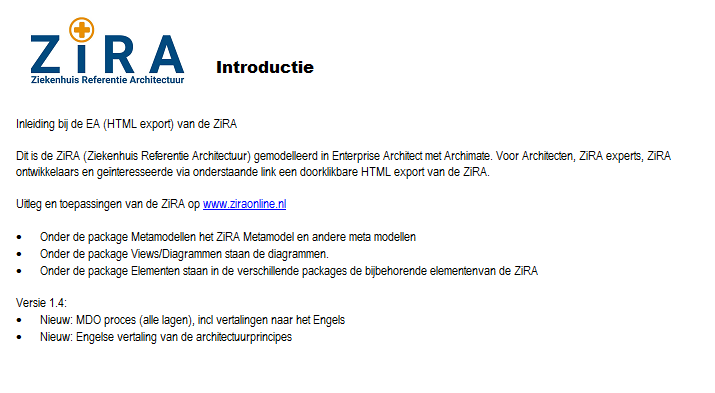 ZiRA
Ziekenhuis Referentie Architectuur
Introductie
Inleiding bij de EA (HTML export) van de ZiRA
Dit is de ZiRA (Ziekenhuis Referentie Architectuur) gemodelleerd in Enterprise Architect met Archimate. Voor Architecten, ZiRA experts, ZiRA
ontwikkelaars en geinteresseerde via onderstaande link een doorklikbare HTML export van de ZiRA.
Uitleg en toepassingen van de ZiRA op www.ziraonline.nl
• Onder de package Metamodellen het ZiRA Metamodel en andere meta modellen
• Onder de package Views/Diagrammen staan de diagrammen.
• Onder de package Elementen staan in de verschillende packages de bijbehorende elementenvan de ZiRA
Versie 1.4:
• Nieuw: MDO proces (alle lagen), incl vertalingen naar het Engels
• Nieuw: Engelse vertaling van de architectuurprincipes